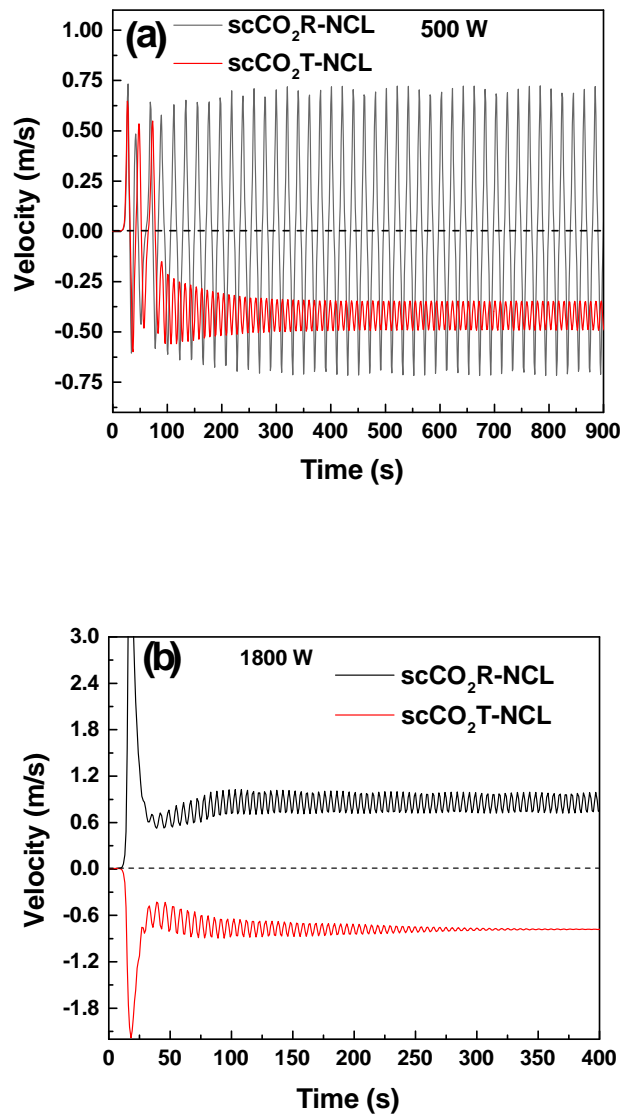 (a)
scCO₂R-NCL
500 W
scCO₂T-NCL
1.00
0.75
0.50
0.25
0.00
-0.25
-0.50
-0.75
Velocity (m/s)
0 100 200 300 400 500 600 700 800 900
Time (s)
(b)
1800 W
scCO₂R-NCL
scCO₂T-NCL
3.0
2.4
1.8
1.2
0.6
0.0
-0.6
-1.2
-1.8
Velocity (m/s)
0 50 100 150 200 250 300 350 400
Time (s)